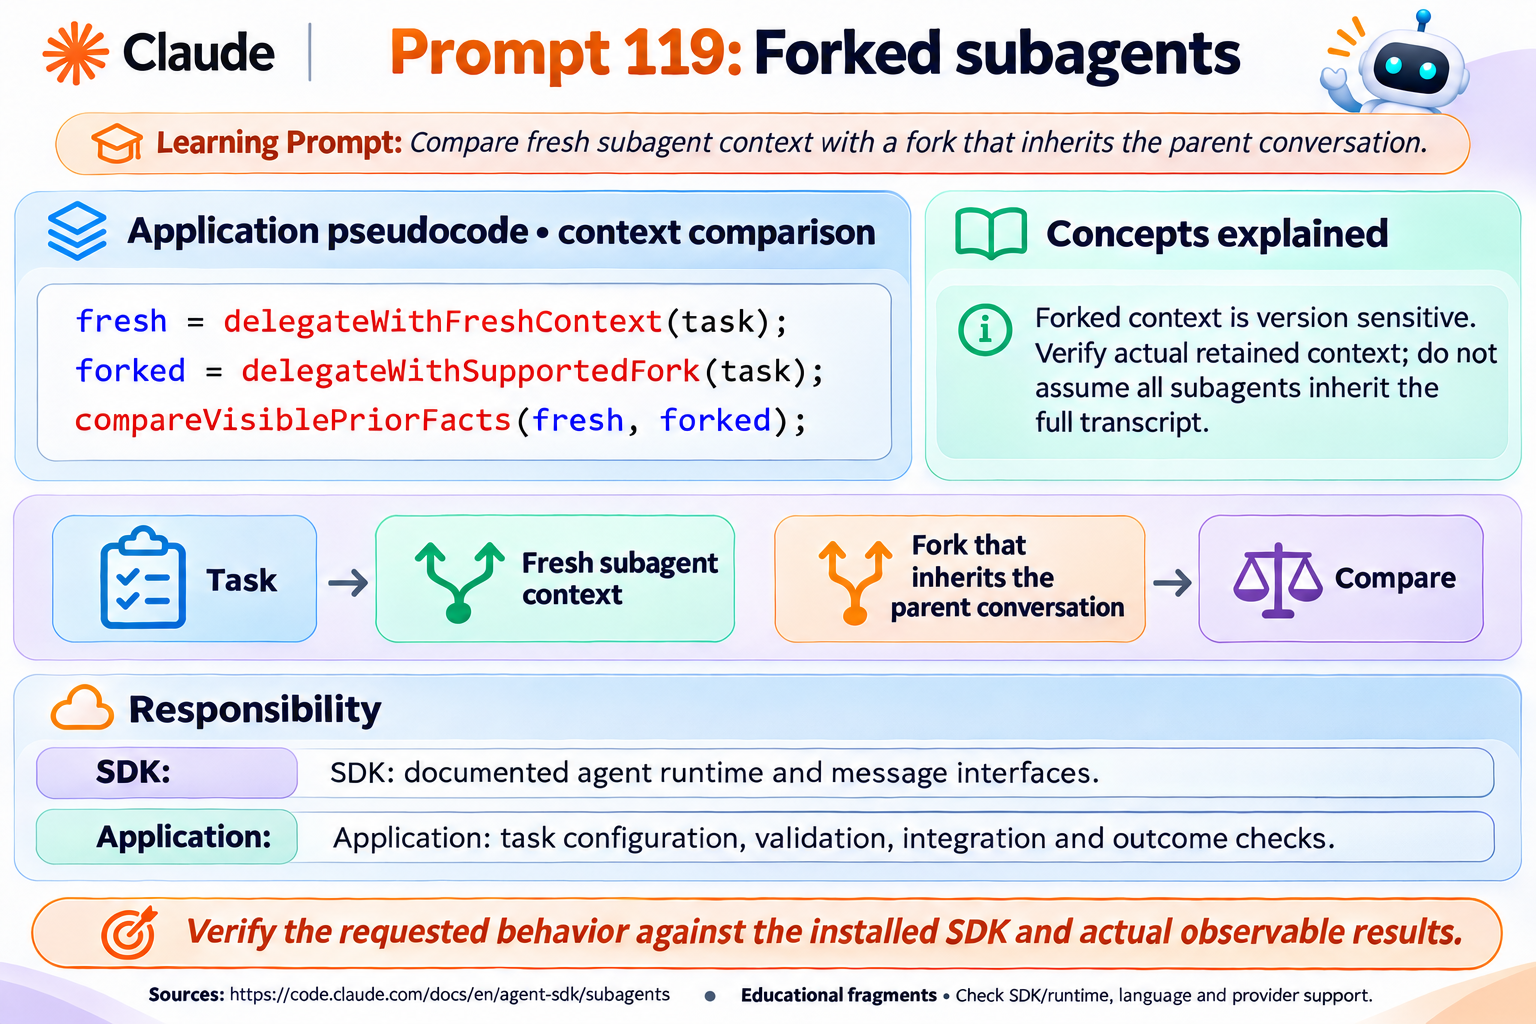 Claude
Prompt 119: Forked subagents
Learning Prompt: Compare fresh subagent context with a fork that inherits the parent conversation.
Application pseudocode • context comparison
fresh = delegateWithFreshContext(task);
forked = delegateWithSupportedFork(task);
compareVisiblePriorFacts(fresh, forked);
Concepts explained
Forked context is version sensitive.
Verify actual retained context; do not
assume all subagents inherit the
full transcript.
Task
Fresh subagent
context
Fork that
inherits the
parent conversation
Compare
Responsibility
SDK:
SDK: documented agent runtime and message interfaces.
Application:
Application: task configuration, validation, integration and outcome checks.
Verify the requested behavior against the installed SDK and actual observable results.
Sources: https://code.claude.com/docs/en/agent-sdk/subagents • Educational fragments • Check SDK/runtime, language and provider support.